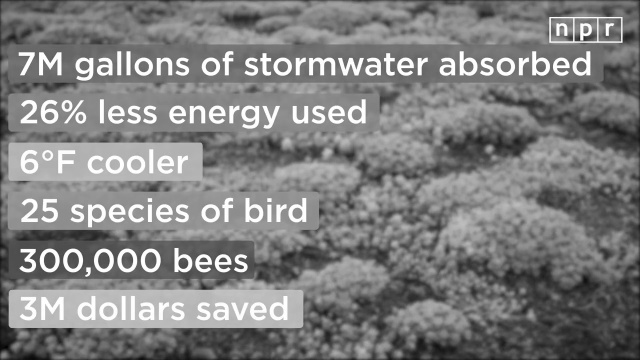 npr
7M gallons of stormwater absorbed
26% less energy used
6°F cooler
25 species of bird
300,000 bees
3M dollars saved